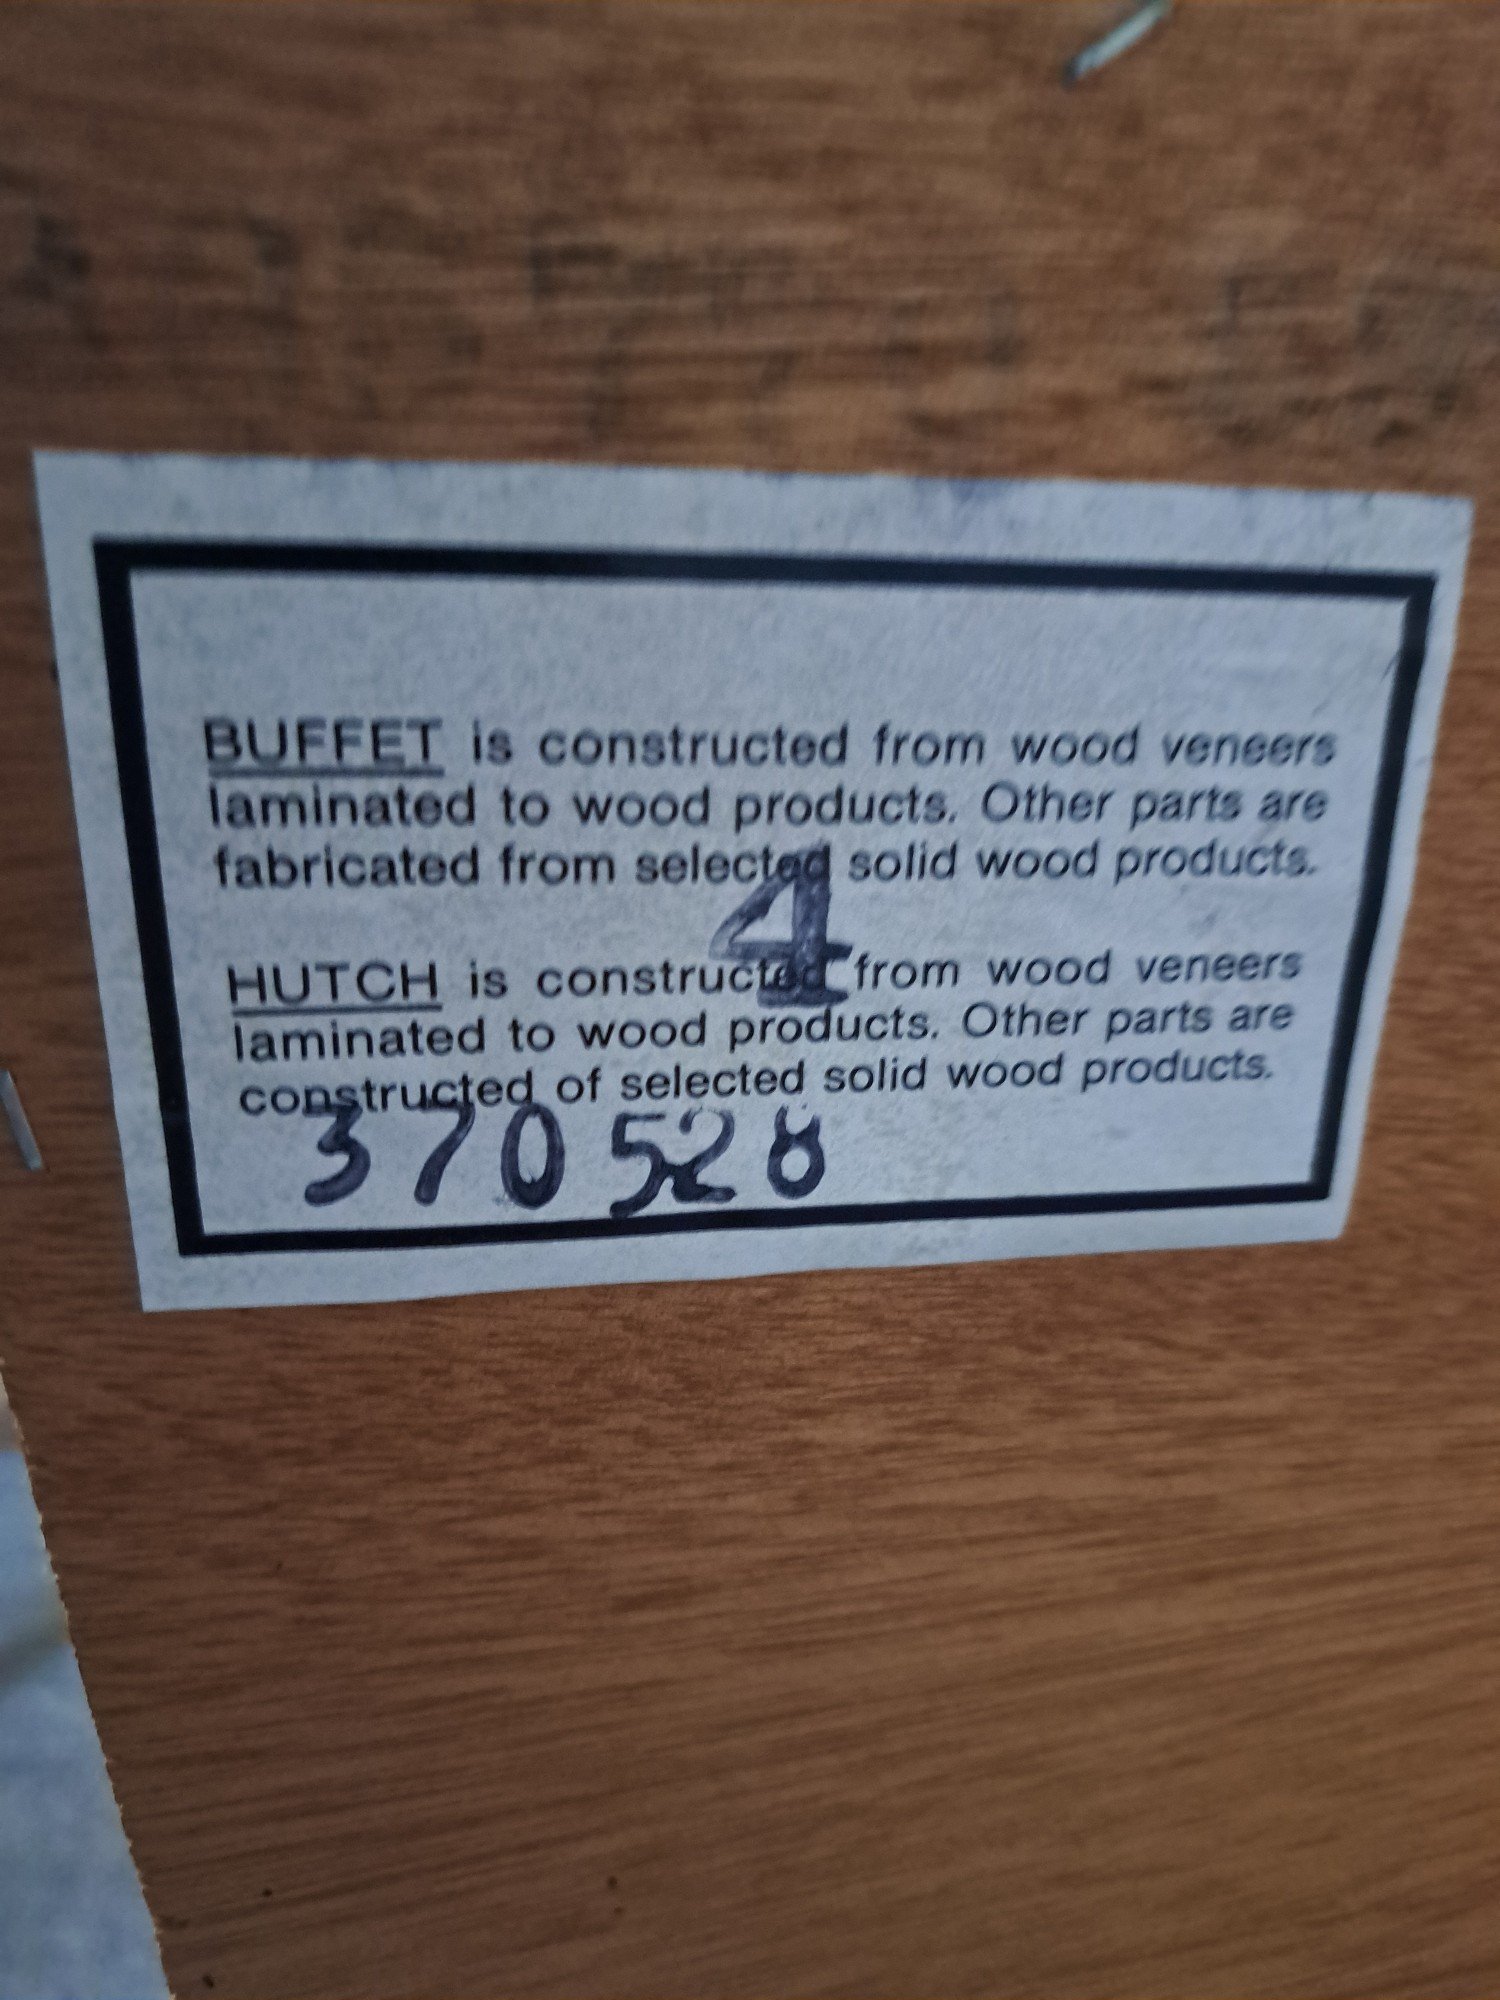 BUFFET is constructed from wood veneers
laminated to wood products. Other parts are
fabricated from selected solid wood products.
4
HUTCH is constructed from wood veneers
laminated to wood products. Other parts are
constructed of selected solid wood products.
370528